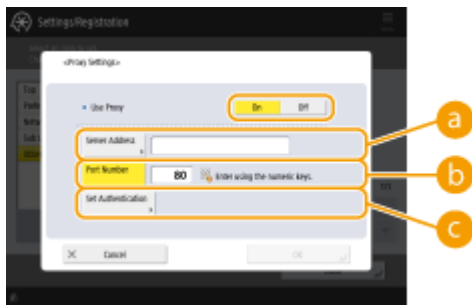 Settings/Registration
<Proxy Settings>
Use Proxy
On
Off
Server Address
a
Port Number
80
Enter using the numeric keys.
b
Set Authentication
c
Cancel
OK